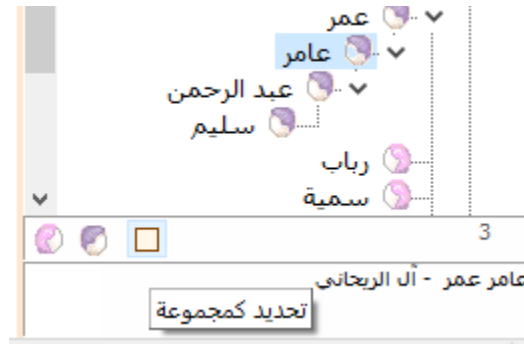 عمر
عامر
عبد الرحمن
سليم
رباب
سمية
3
عامر عمر - آل الريحاني
تحديد كمجموعة